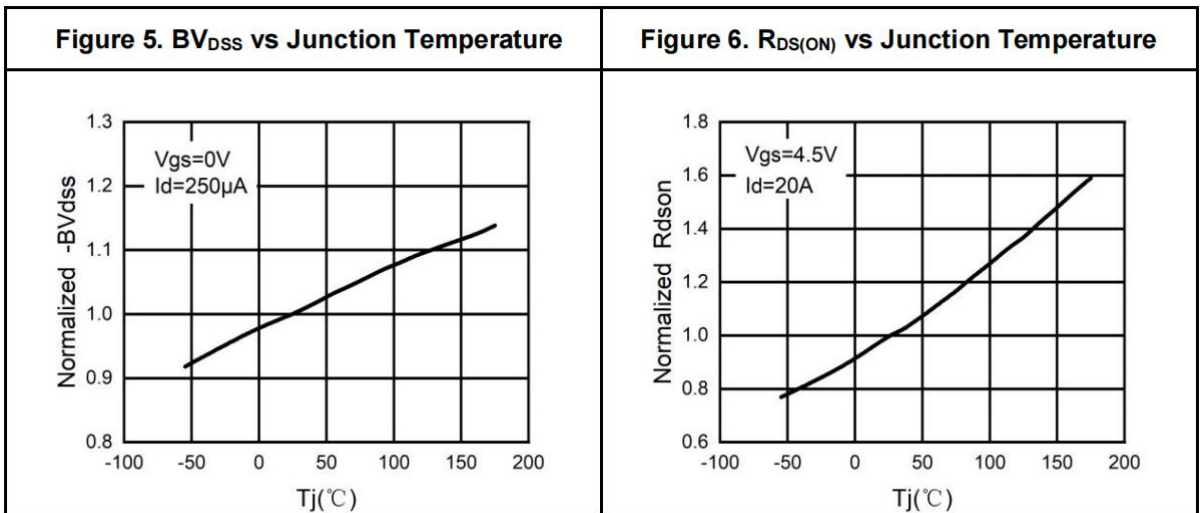 Figure 5. BVDSS vs Junction Temperature
Figure 6. RDS(ON) vs Junction Temperature
1.3
1.2
1.1
1.0
0.9
0.8
Normalized -BVdss
Vgs=0V
Id=250μA
-100 -50 0 50 100 150 200
Tj(℃)
1.8
1.6
1.4
1.2
1.0
0.8
0.6
Normalized Rdson
Vgs=4.5V
Id=20A
-100 -50 0 50 100 150 200
Tj(℃)